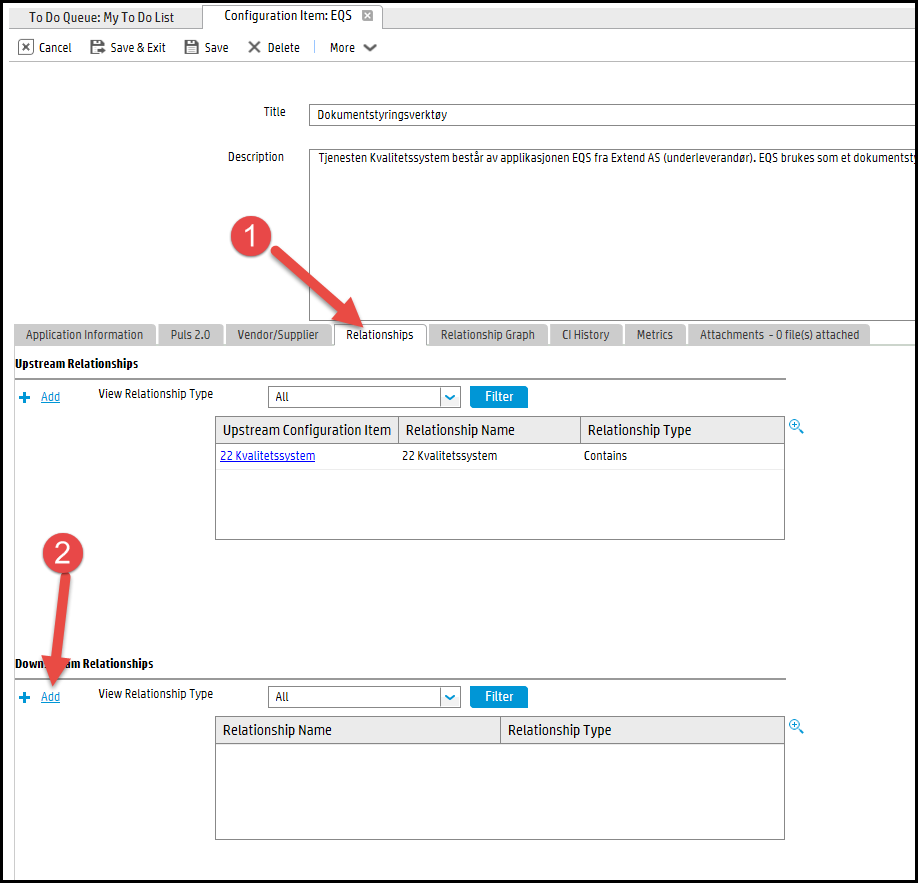 To Do Queue: My To Do List Configuration Item: EQS
Cancel Save & Exit Save Delete More
Title Dokumentstyringsverktøy
Description Tjenesten Kvalitetssystem består av applikasjonen EQS fra Extend AS (underleverandør). EQS brukes som et dokumentsty
1
Application Information Puls 2.0 Vendor/Supplier Relationships Relationship Graph CI History Metrics Attachments - 0 file(s) attached
Upstream Relationships
Add View Relationship Type All Filter
Upstream Configuration Item Relationship Name Relationship Type
22 Kvalitetssystem 22 Kvalitetssystem Contains
2
Relationships
Add View Relationship Type All Filter
Relationship Name Relationship Type